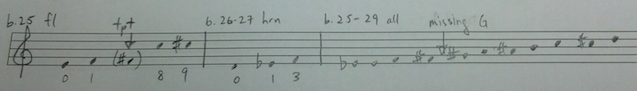 b.25 fl tpt b. 26-27 hrn b. 25-29 all missing G
0 1 8 9 0 1 3